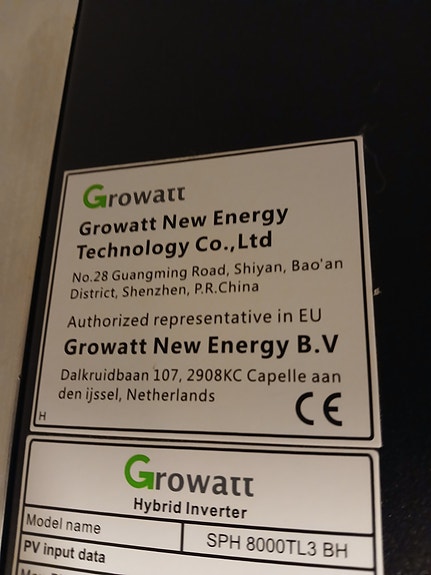 Growatt
Growatt New Energy
Technology Co.,Ltd
No.28 Guangming Road, Shiyan, Bao'an
District, Shenzhen, P.R.China
Authorized representative in EU
Growatt New Energy B.V
Dalkruidbaan 107, 2908KC Capelle aan
den ijssel, Netherlands
CE
H
Growatt
Hybrid Inverter
Model name SPH 8000TL3 BH
PV input data